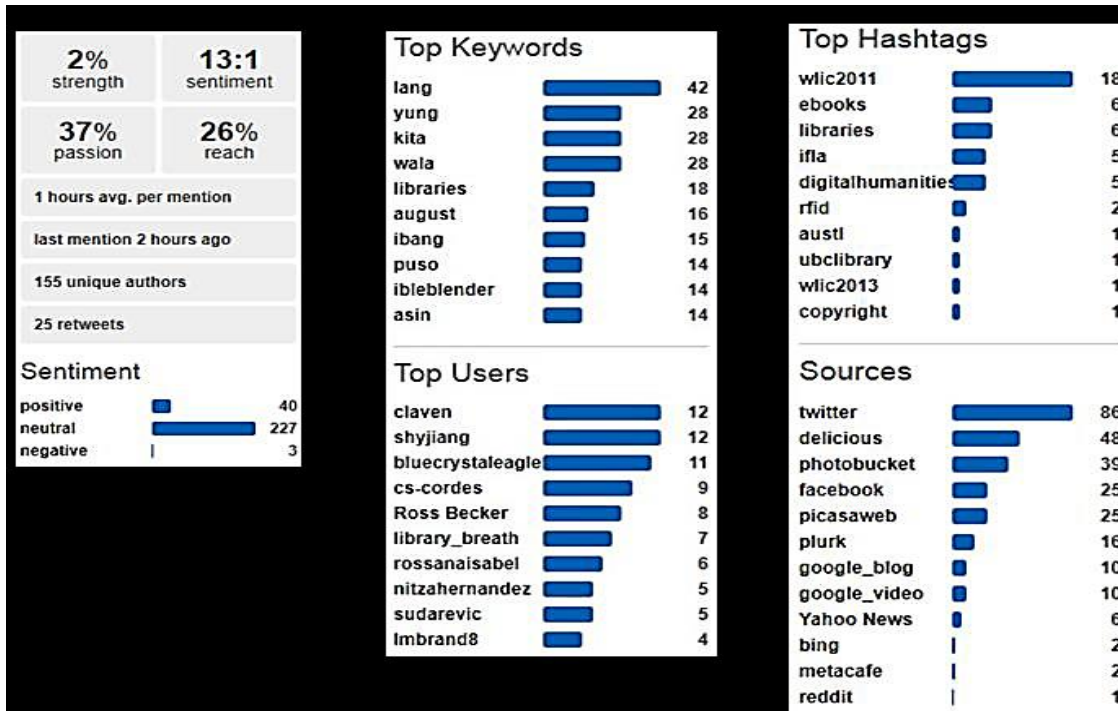 2%
strength
13:1
sentiment
37%
passion
26%
reach
1 hours avg. per mention
last mention 2 hours ago
155 unique authors
25 retweets
Sentiment
positive 40
neutral 227
negative 3
Top Keywords
lang 42
yung 28
kita 28
wala 28
libraries 18
august 16
ibang 15
puso 14
ibleblender 14
asin 14
Top Users
claven 12
shyjiang 12
bluecrystaleagle 11
cs-cordes 9
Ross Becker 8
library_breath 7
rossanaisabel 6
nitzahernandez 5
sudarevic 5
lmbrand8 4
Top Hashtags
wlic2011 18
ebooks 6
libraries 6
ifla 5
digitalhumanities 5
rfid 2
austl 1
ubclibrary 1
wlic2013 1
copyright 1
Sources
twitter 86
delicious 48
photobucket 39
facebook 25
picasaweb 25
plurk 16
google_blog 10
google_video 10
Yahoo News 6
bing 2
metacafe 2
reddit 1